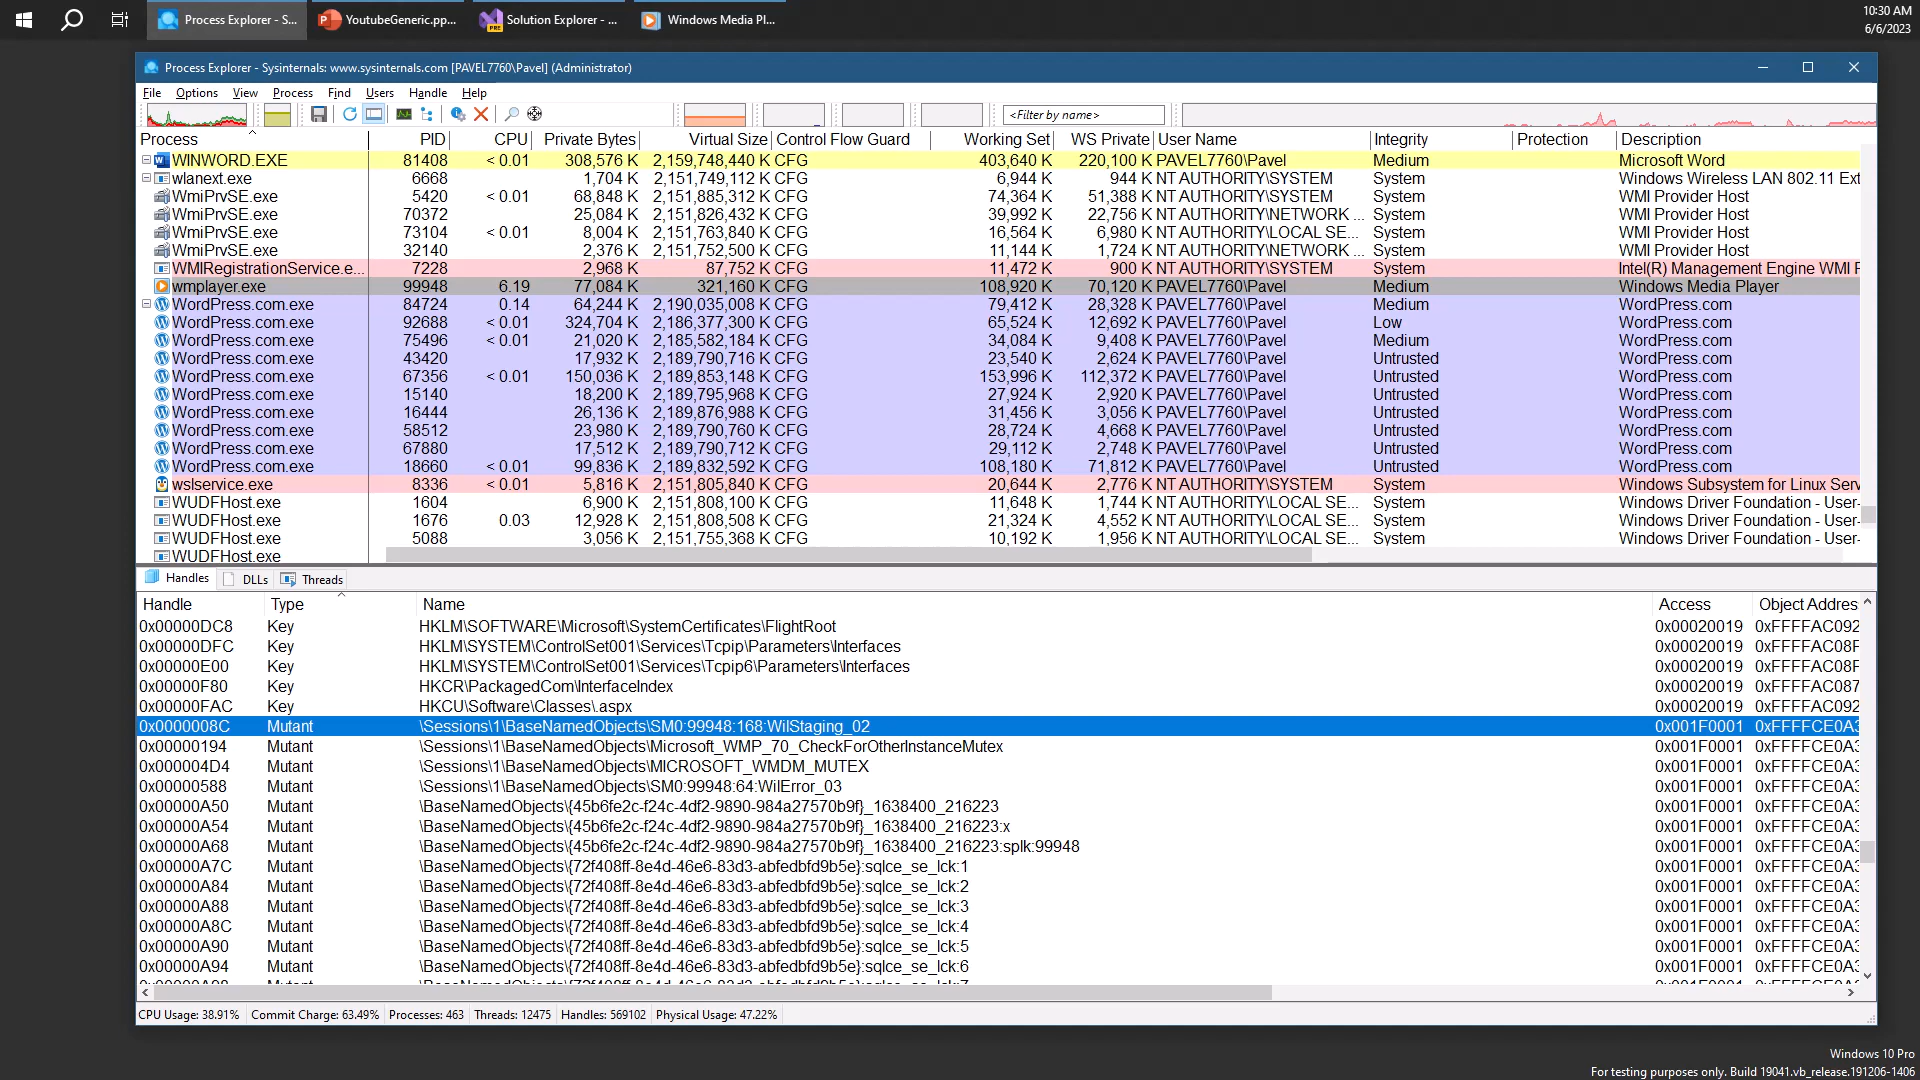 Process Explorer - S... YoutubeGeneric.pp... Solution Explorer - ... Windows Media Pl... 10:30 AM
6/6/2023
Process Explorer - Sysinternals: www.sysinternals.com [PAVEL7760\Pavel] (Administrator)
File Options View Process Find Users Handle Help
<Filter by name>
Process PID CPU Private Bytes Virtual Size Control Flow Guard Working Set WS Private User Name Integrity Protection Description
WINWORD.EXE 81408 < 0.01 308,576 K 2,159,748,440 K CFG 403,640 K 220,100 K PAVEL7760\Pavel Medium Microsoft Word
wlanext.exe 6668 1,704 K 2,151,749,112 K CFG 6,944 K 944 K NT AUTHORITY\SYSTEM System Windows Wireless LAN 802.11 Ext
WmiPrvSE.exe 5420 < 0.01 68,848 K 2,151,885,312 K CFG 74,364 K 51,388 K NT AUTHORITY\SYSTEM System WMI Provider Host
WmiPrvSE.exe 70372 25,084 K 2,151,826,432 K CFG 39,992 K 22,756 K NT AUTHORITY\NETWORK ... System WMI Provider Host
WmiPrvSE.exe 73104 < 0.01 8,004 K 2,151,763,840 K CFG 16,564 K 6,980 K NT AUTHORITY\LOCAL SE... System WMI Provider Host
WmiPrvSE.exe 32140 2,376 K 2,151,752,500 K CFG 11,144 K 1,724 K NT AUTHORITY\NETWORK ... System WMI Provider Host
WMIRegistrationService.e... 7228 2,968 K 87,752 K CFG 11,472 K 900 K NT AUTHORITY\SYSTEM System Intel(R) Management Engine WMI P
wmplayer.exe 99948 6.19 77,084 K 321,160 K CFG 108,920 K 70,120 K PAVEL7760\Pavel Medium Windows Media Player
WordPress.com.exe 84724 0.14 64,244 K 2,190,035,008 K CFG 79,412 K 28,328 K PAVEL7760\Pavel Medium WordPress.com
WordPress.com.exe 92688 < 0.01 324,704 K 2,186,377,300 K CFG 65,524 K 12,692 K PAVEL7760\Pavel Low WordPress.com
WordPress.com.exe 75496 < 0.01 21,020 K 2,185,582,184 K CFG 34,084 K 9,408 K PAVEL7760\Pavel Medium WordPress.com
WordPress.com.exe 43420 17,932 K 2,189,790,716 K CFG 23,540 K 2,624 K PAVEL7760\Pavel Untrusted WordPress.com
WordPress.com.exe 67356 < 0.01 150,036 K 2,189,853,148 K CFG 153,996 K 112,372 K PAVEL7760\Pavel Untrusted WordPress.com
WordPress.com.exe 15140 18,200 K 2,189,795,968 K CFG 27,924 K 2,920 K PAVEL7760\Pavel Untrusted WordPress.com
WordPress.com.exe 16444 26,136 K 2,189,876,988 K CFG 31,456 K 3,056 K PAVEL7760\Pavel Untrusted WordPress.com
WordPress.com.exe 58512 23,980 K 2,189,790,760 K CFG 28,724 K 4,668 K PAVEL7760\Pavel Untrusted WordPress.com
WordPress.com.exe 67880 17,512 K 2,189,790,712 K CFG 29,112 K 2,748 K PAVEL7760\Pavel Untrusted WordPress.com
WordPress.com.exe 18660 < 0.01 99,836 K 2,189,832,592 K CFG 108,180 K 71,812 K PAVEL7760\Pavel Untrusted WordPress.com
wslservice.exe 8336 < 0.01 5,816 K 2,151,805,840 K CFG 20,644 K 2,776 K NT AUTHORITY\SYSTEM System Windows Subsystem for Linux Serv
WUDFHost.exe 1604 6,900 K 2,151,808,100 K CFG 11,648 K 1,744 K NT AUTHORITY\LOCAL SE... System Windows Driver Foundation - User-
WUDFHost.exe 1676 0.03 12,928 K 2,151,808,508 K CFG 21,324 K 4,552 K NT AUTHORITY\LOCAL SE... System Windows Driver Foundation - User-
WUDFHost.exe 5088 3,056 K 2,151,755,368 K CFG 10,192 K 1,956 K NT AUTHORITY\LOCAL SE... System Windows Driver Foundation - User-
WUDFHost.exe
Handles DLLs Threads
Handle Type Name Access Object Addres
0x00000DC8 Key HKLM\SOFTWARE\Microsoft\SystemCertificates\FlightRoot 0x00020019 0xFFFFAC092
0x00000DFC Key HKLM\SYSTEM\ControlSet001\Services\Tcpip\Parameters\Interfaces 0x00020019 0xFFFFAC08F
0x00000E00 Key HKLM\SYSTEM\ControlSet001\Services\Tcpip6\Parameters\Interfaces 0x00020019 0xFFFFAC08F
0x00000F80 Key HKCR\PackagedCom\InterfaceIndex 0x00020019 0xFFFFAC087
0x00000FAC Key HKCU\Software\Classes\.aspx 0x00020019 0xFFFFAC092
0x0000008C Mutant \Sessions\1\BaseNamedObjects\SM0:99948:168:WilStaging_02 0x001F0001 0xFFFFCE0A3
0x00000194 Mutant \Sessions\1\BaseNamedObjects\Microsoft_WMP_70_CheckForOtherInstanceMutex 0x001F0001 0xFFFFCE0A3
0x000004D4 Mutant \Sessions\1\BaseNamedObjects\MICROSOFT_WMDM_MUTEX 0x001F0001 0xFFFFCE0A3
0x00000588 Mutant \Sessions\1\BaseNamedObjects\SM0:99948:64:WilError_03 0x001F0001 0xFFFFCE0A3
0x00000A50 Mutant \BaseNamedObjects\{45b6fe2c-f24c-4df2-9890-984a27570b9f}_1638400_216223 0x001F0001 0xFFFFCE0A3
0x00000A54 Mutant \BaseNamedObjects\{45b6fe2c-f24c-4df2-9890-984a27570b9f}_1638400_216223:x 0x001F0001 0xFFFFCE0A3
0x00000A68 Mutant \BaseNamedObjects\{45b6fe2c-f24c-4df2-9890-984a27570b9f}_1638400_216223:splk:99948 0x001F0001 0xFFFFCE0A3
0x00000A7C Mutant \BaseNamedObjects\{72f408ff-8e4d-46e6-83d3-abfedbfd9b5e}:sqlce_se_lck:1 0x001F0001 0xFFFFCE0A3
0x00000A84 Mutant \BaseNamedObjects\{72f408ff-8e4d-46e6-83d3-abfedbfd9b5e}:sqlce_se_lck:2 0x001F0001 0xFFFFCE0A3
0x00000A88 Mutant \BaseNamedObjects\{72f408ff-8e4d-46e6-83d3-abfedbfd9b5e}:sqlce_se_lck:3 0x001F0001 0xFFFFCE0A3
0x00000A8C Mutant \BaseNamedObjects\{72f408ff-8e4d-46e6-83d3-abfedbfd9b5e}:sqlce_se_lck:4 0x001F0001 0xFFFFCE0A3
0x00000A90 Mutant \BaseNamedObjects\{72f408ff-8e4d-46e6-83d3-abfedbfd9b5e}:sqlce_se_lck:5 0x001F0001 0xFFFFCE0A3
0x00000A94 Mutant \BaseNamedObjects\{72f408ff-8e4d-46e6-83d3-abfedbfd9b5e}:sqlce_se_lck:6 0x001F0001 0xFFFFCE0A3
CPU Usage: 38.91% Commit Charge: 63.49% Processes: 463 Threads: 12475 Handles: 569102 Physical Usage: 47.22%
Windows 10 Pro
For testing purposes only. Build 19041.vb_release.191206-1406